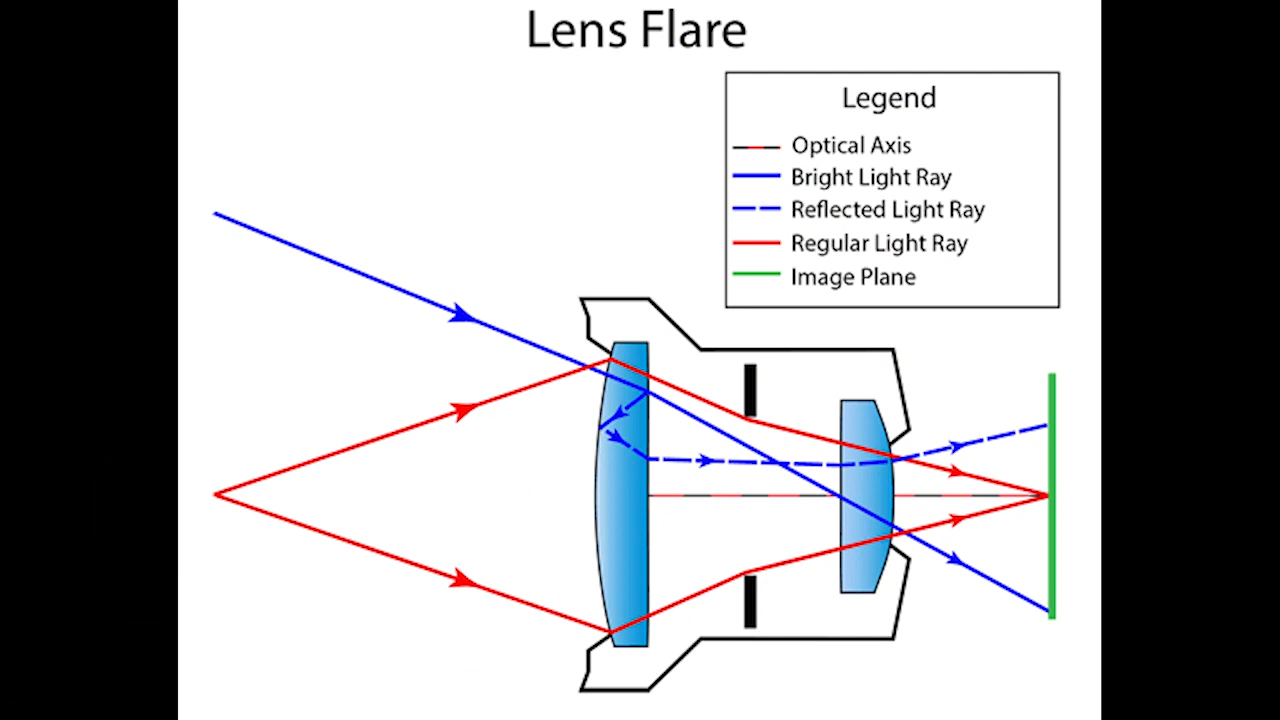 Lens Flare
Legend
Optical Axis
Bright Light Ray
Reflected Light Ray
Regular Light Ray
Image Plane